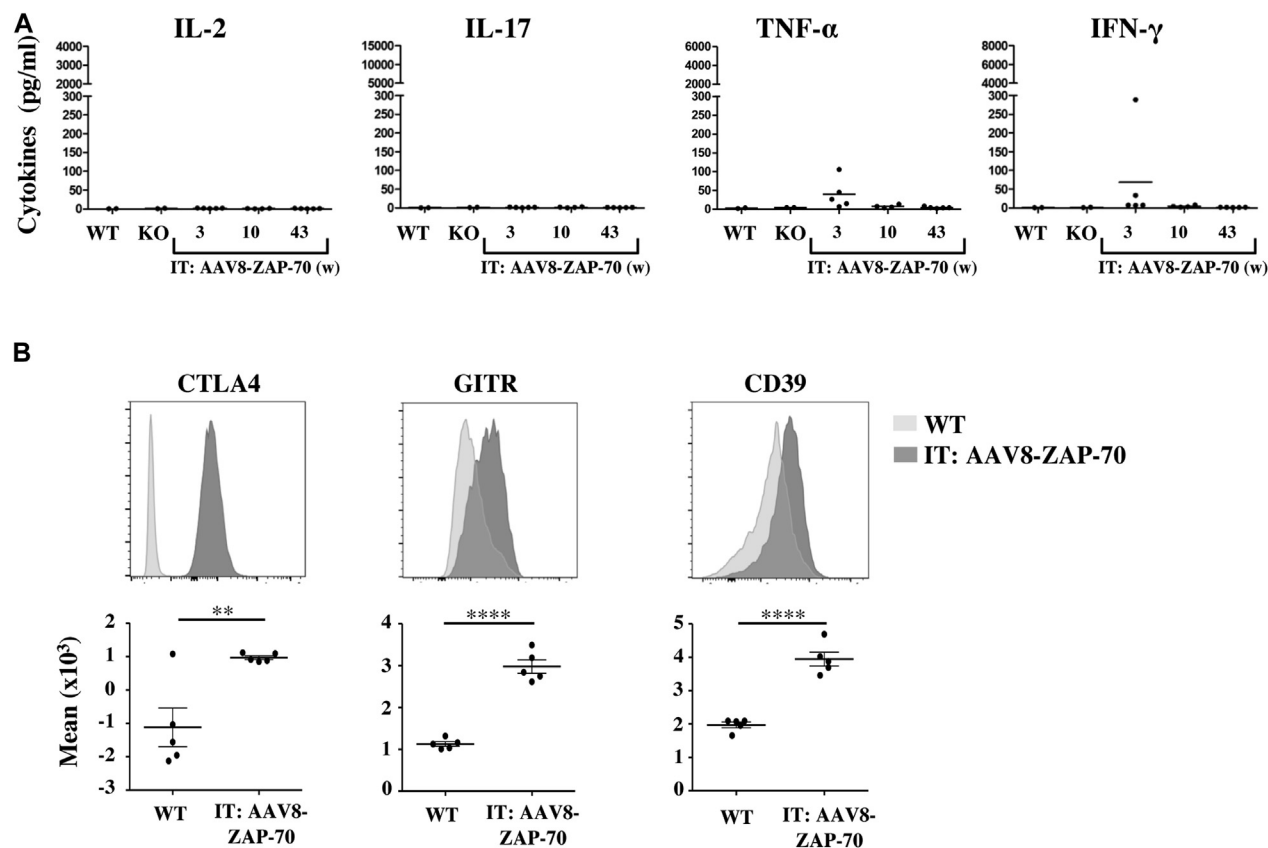 A
IL-2
IL-17
TNF-α
IFN-γ
Cytokines (pg/ml)
4000
3000
2000
300
250
200
150
100
50
0
WT KO 3 10 43
IT: AAV8-ZAP-70 (w)
15000
10000
5000
300
250
200
150
100
50
0
WT KO 3 10 43
IT: AAV8-ZAP-70 (w)
6000
4000
2000
300
250
200
150
100
50
0
WT KO 3 10 43
IT: AAV8-ZAP-70 (w)
8000
6000
4000
2000
300
250
200
150
100
50
0
WT KO 3 10 43
IT: AAV8-ZAP-70 (w)
B
CTLA4
GITR
CD39
WT
IT: AAV8-ZAP-70
Mean (x10³)
2
1
0
-1
-2
-3
**
WT
IT: AAV8-
ZAP-70
4
3
2
1
0
****
WT
IT: AAV8-
ZAP-70
5
4
3
2
1
0
****
WT
IT: AAV8-
ZAP-70